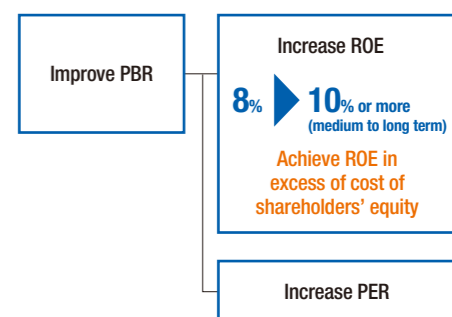 Improve PBR
Increase ROE
8% 10% or more
(medium to long term)
Achieve ROE in
excess of cost of
shareholders' equity
Increase PER